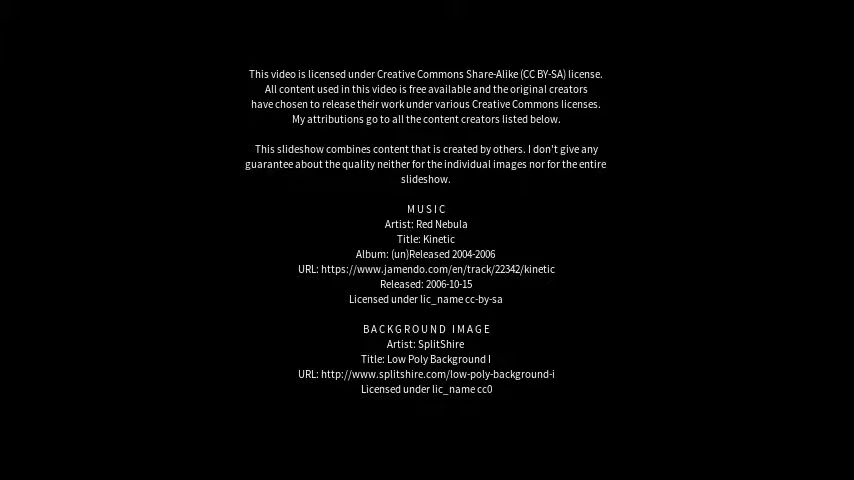 This video is licensed under Creative Commons Share-Alike (CC BY-SA) license.
All content used in this video is free available and the original creators
have chosen to release their work under various Creative Commons licenses.
My attributions go to all the content creators listed below.
This slideshow combines content that is created by others. I don't give any
guarantee about the quality neither for the individual images nor for the entire
slideshow.
MUSIC
Artist: Red Nebula
Title: Kinetic
Album: (un)Released 2004-2006
URL: https://www.jamendo.com/en/track/22342/kinetic
Released: 2006-10-15
Licensed under lic_name cc-by-sa
BACKGROUND IMAGE
Artist: SplitShire
Title: Low Poly Background I
URL: http://www.splitshire.com/low-poly-background-i
Licensed under lic_name cc0